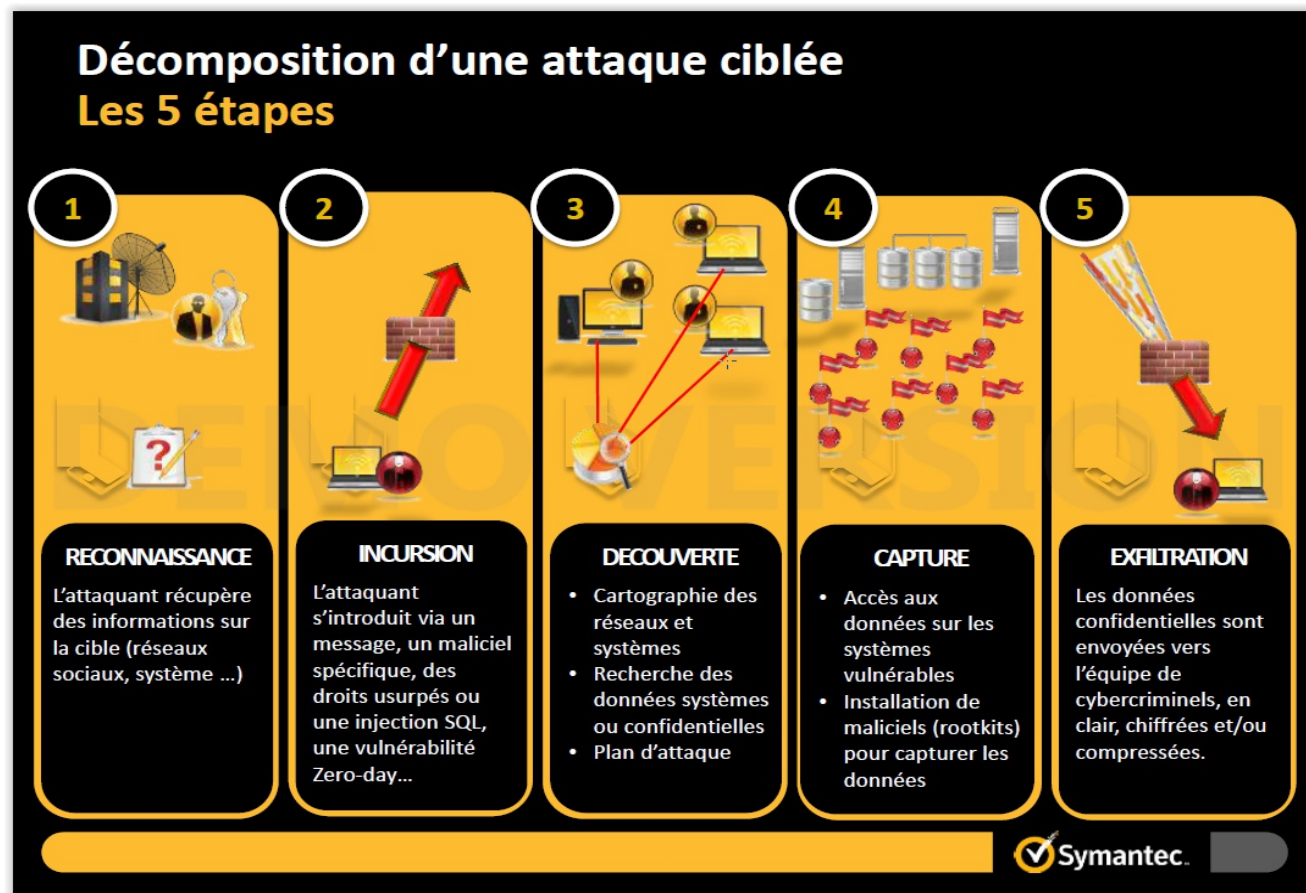 Décomposition d’une attaque ciblée
Les 5 étapes
1
RECONNAISSANCE
L’attaquant récupère
des informations sur
la cible (réseaux
sociaux, système ...)
2
INCURSION
L’attaquant
s’introduit via un
message, un maliciel
spécifique, des
droits usurpés ou
une injection SQL,
une vulnérabilité
Zero-day...
3
DECOUVERTE
• Cartographie des
réseaux et
systèmes
• Recherche des
données systèmes
ou confidentielles
• Plan d’attaque
4
CAPTURE
• Accès aux
données sur les
systèmes
vulnérables
• Installation de
maliciels (rootkits)
pour capturer les
données
5
EXFILTRATION
Les données
confidentielles sont
envoyées vers
l’équipe de
cybercriminels, en
clair, chiffrées et/ou
compressées.
?
DEMO VERSION
Symantec.